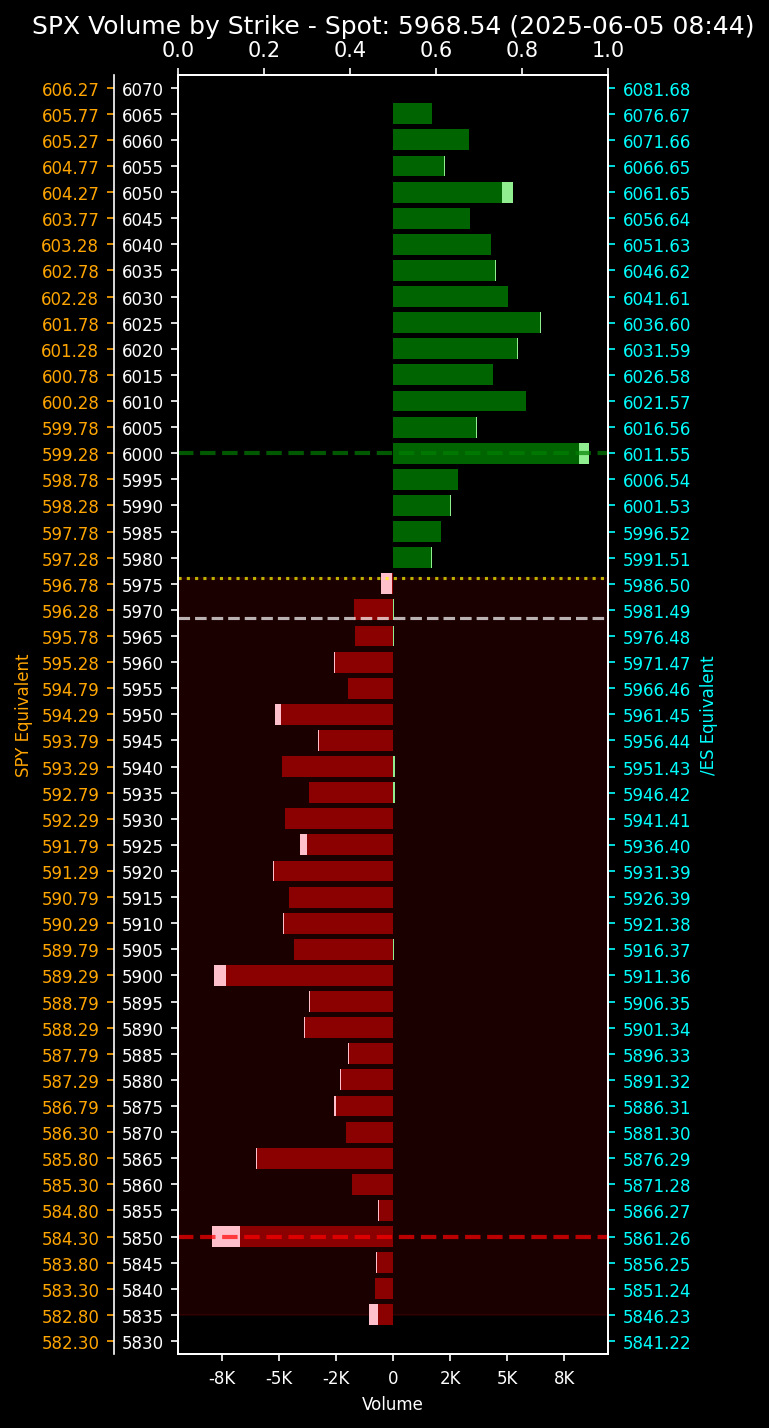 SPX Volume by Strike - Spot: 5968.54 (2025-06-05 08:44)
0.0 0.2 0.4 0.6 0.8 1.0
606.27 6070 6081.68
605.77 6065 6076.67
605.27 6060 6071.66
604.77 6055 6066.65
604.27 6050 6061.65
603.77 6045 6056.64
603.28 6040 6051.63
602.78 6035 6046.62
602.28 6030 6041.61
601.78 6025 6036.60
601.28 6020 6031.59
600.78 6015 6026.58
600.28 6010 6021.57
599.78 6005 6016.56
599.28 6000 6011.55
598.78 5995 6006.54
598.28 5990 6001.53
597.78 5985 5996.52
597.28 5980 5991.51
596.78 5975 5986.50
596.28 5970 5981.49
595.78 5965 5976.48
595.28 5960 5971.47
594.79 5955 5966.46
594.29 5950 5961.45
593.79 5945 5956.44
593.29 5940 5951.43
592.79 5935 5946.42
592.29 5930 5941.41
591.79 5925 5936.40
591.29 5920 5931.39
590.79 5915 5926.39
590.29 5910 5921.38
589.79 5905 5916.37
589.29 5900 5911.36
588.79 5895 5906.35
588.29 5890 5901.34
587.79 5885 5896.33
587.29 5880 5891.32
586.79 5875 5886.31
586.30 5870 5881.30
585.80 5865 5876.29
585.30 5860 5871.28
584.80 5855 5866.27
584.30 5850 5861.26
583.80 5845 5856.25
583.30 5840 5851.24
582.80 5835 5846.23
582.30 5830 5841.22
SPY Equivalent
/ES Equivalent
-8K -5K -2K 0 2K 5K 8K
Volume